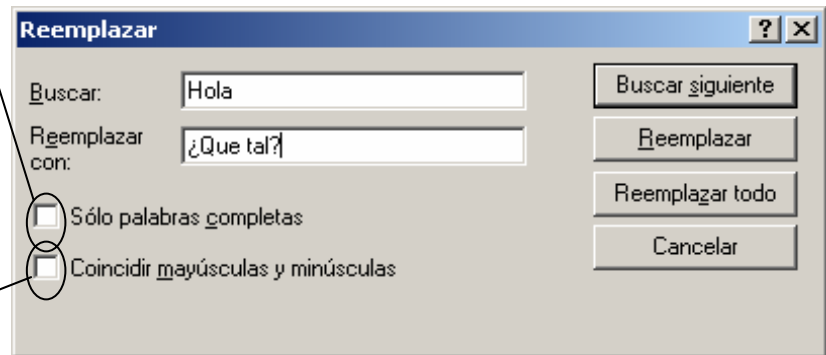 Reemplazar
Buscar:
Hola
Buscar siguiente
Reemplazar con:
¿Que tal?
Reemplazar
Sólo palabras completas
Reemplazar todo
Coincidir mayúsculas y minúsculas
Cancelar